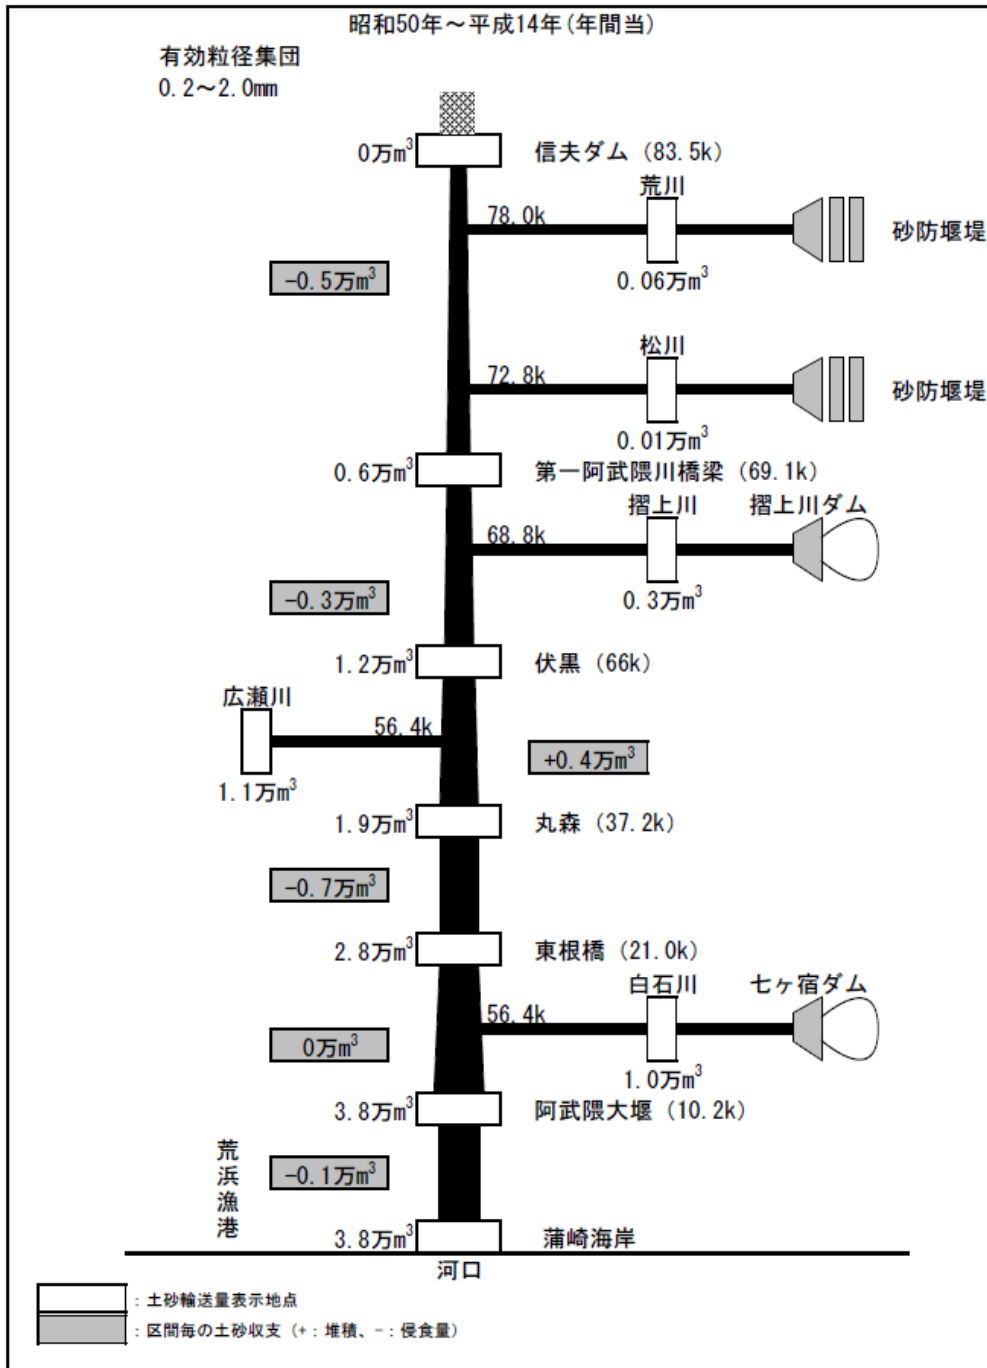 昭和50年～平成14年(年間当)
有効粒径集団
0.2～2.0mm
0万m³
信夫ダム (83.5k)
荒川
78.0k
砂防堰堤
-0.5万m³
0.06万m³
松川
72.8k
砂防堰堤
0.01万m³
0.6万m³
第一阿武隈川橋梁 (69.1k)
摺上川
摺上川ダム
68.8k
-0.3万m³
0.3万m³
1.2万m³
伏黒 (66k)
広瀬川
56.4k
+0.4万m³
1.1万m³
1.9万m³
丸森 (37.2k)
-0.7万m³
2.8万m³
東根橋 (21.0k)
白石川
七ヶ宿ダム
56.4k
0万m³
1.0万m³
3.8万m³
阿武隈大堰 (10.2k)
荒浜漁港
-0.1万m³
3.8万m³
蒲崎海岸
河口
：土砂輸送量表示地点
：区間毎の土砂収支 (+：堆積、-：侵食量)